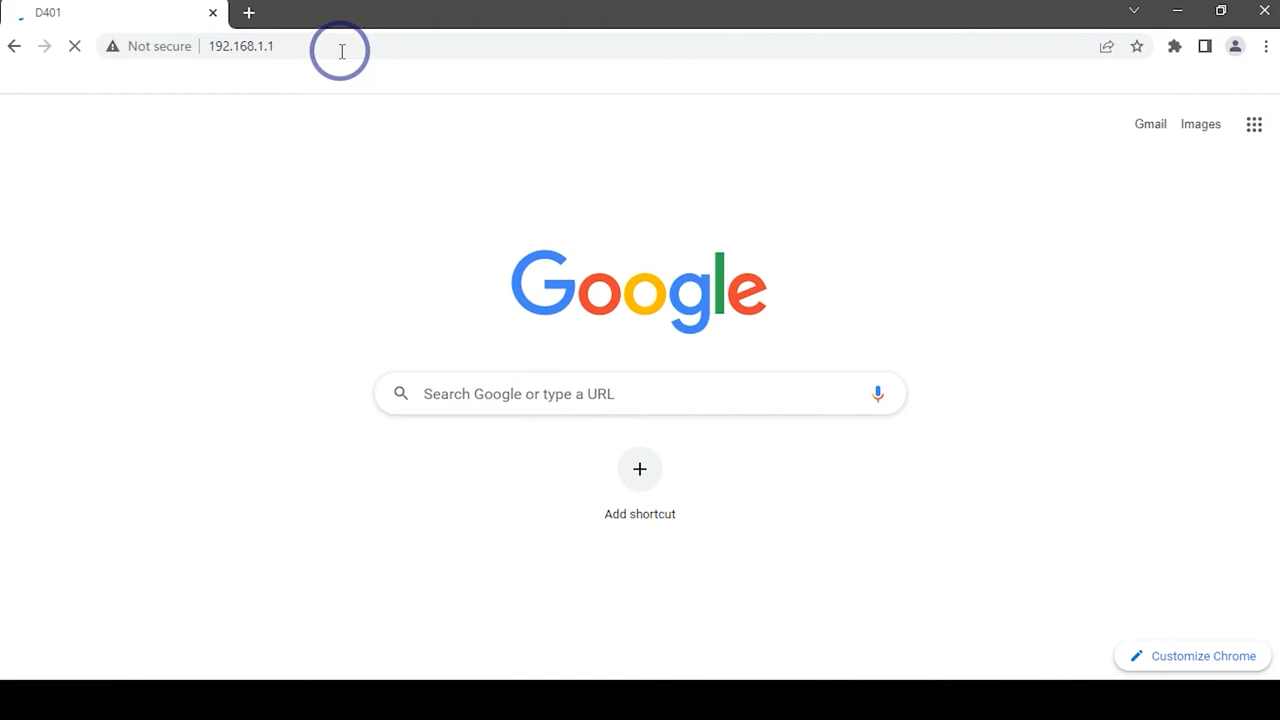 D401
Not secure 192.168.1.1
Gmail Images
Google
Search Google or type a URL
Add shortcut
Customize Chrome